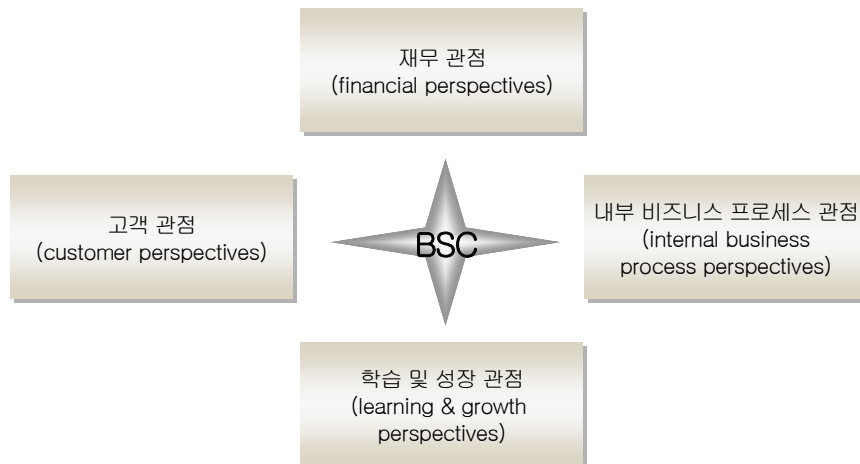 재무 관점
(financial perspectives)
고객 관점
(customer perspectives)
BSC
내부 비즈니스 프로세스 관점
(internal business
process perspectives)
학습 및 성장 관점
(learning & growth
perspectives)